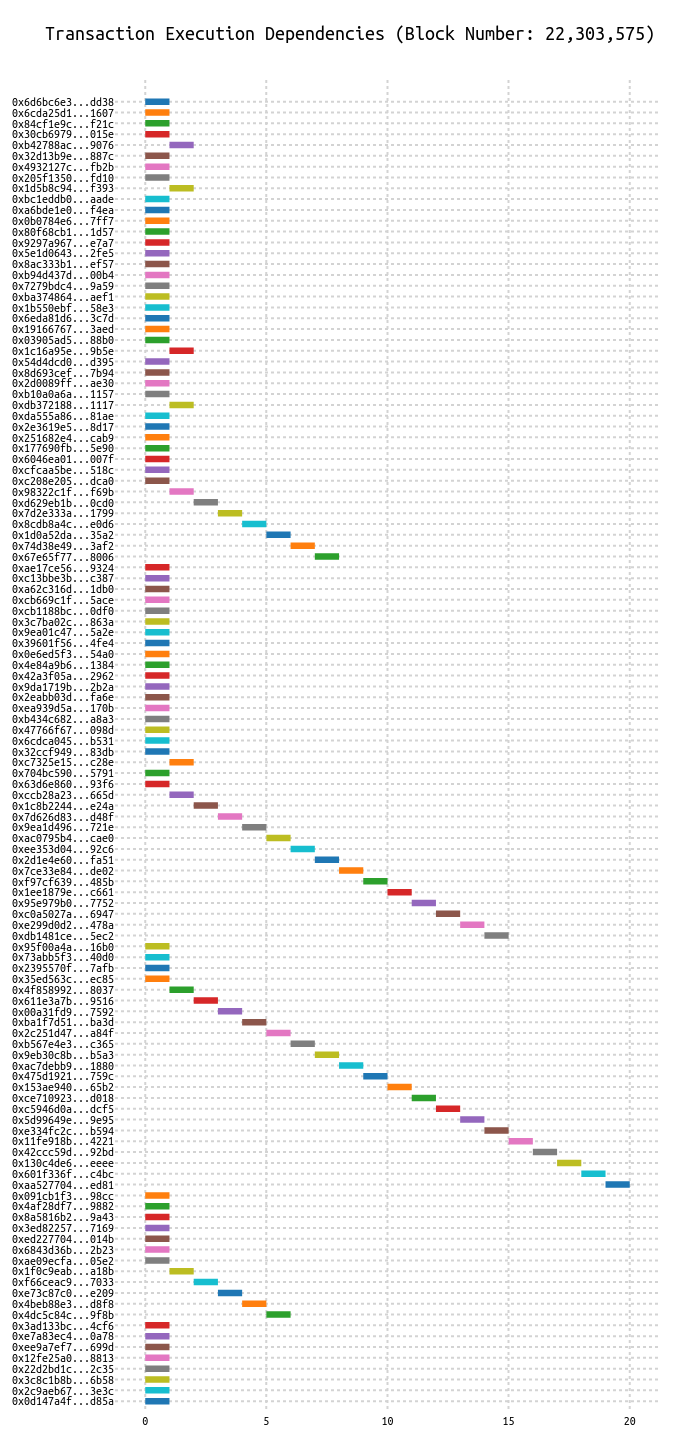 Transaction Execution Dependencies (Block Number: 22,303,575)
0x6d6bc6e3...dd38
0x6cda25d1...1607
0x84cf1e9c...f21c
0x30cb6979...015e
0xb42788ac...9076
0x32d13b9e...887c
0x4932127c...fb2b
0x205f1350...fd10
0x1d5b8c94...f393
0xbc1eddb0...aade
0xa6bde1e0...f4ea
0x0b0784e6...7ff7
0x80f68cb1...1d57
0x9297a967...e7a7
0x5e1d0643...2fe5
0x8ac333b1...ef57
0xb94d437d...00b4
0x7279bdc4...9a59
0xba374864...aef1
0x1b550ebf...58e3
0x6eda81d6...3c7d
0x19166767...3aed
0x03905ad5...88b0
0x1c16a95e...9b5e
0x54d4dcd0...d395
0x8d693cef...7b94
0x2d0089ff...ae30
0xb10a0a6a...1157
0xdb372188...1117
0xda555a86...81ae
0x2e3619e5...8d17
0x251682e4...cab9
0x177690fb...5e90
0x6046ea01...007f
0xcfcaa5be...518c
0xc208e205...dca0
0x98322c1f...f69b
0xd629eb1b...0cd0
0x7d2e333a...1799
0x8cdb8a4c...e0d6
0x1d0a52da...35a2
0x74d38e49...3af2
0x67e65f77...8006
0xae17ce56...9324
0xc13bbe3b...c387
0xa62c316d...1db0
0xcb669c1f...5ace
0xcb1188bc...0df0
0x3c7ba02c...863a
0x9ea01c47...5a2e
0x39601f56...4fe4
0x0e6ed5f3...54a0
0x4e84a9b6...1384
0x42a3f05a...2962
0x9da1719b...2b2a
0x2eabb03d...fa6e
0xea939d5a...170b
0xb434c682...a8a3
0x47766f67...098d
0x6cdca045...b531
0x32ccf949...83db
0xc7325e15...c28e
0x704bc590...5791
0x63d6e860...93f6
0xccb28a23...665d
0x1c8b2244...e24a
0x7d626d83...d48f
0x9ea1d496...721e
0xac0795b4...cae0
0xee353d04...92c6
0x2d1e4e60...fa51
0x7ce33e84...de02
0xf97cf639...485b
0x1ee1879e...c661
0x95e979b0...7752
0xc0a5027a...6947
0xe299d0d2...478a
0xdb1481ce...5ec2
0x95f00a4a...16b0
0x73abb5f3...40d0
0x2395570f...7afb
0x35ed563c...ec85
0x4f858992...8037
0x611e3a7b...9516
0x00a31fd9...7592
0xba1f7d51...ba3d
0x2c251d47...a84f
0xb567e4e3...c365
0x9eb30c8b...b5a3
0xac7debb9...1880
0x475d1921...759c
0x153ae940...65b2
0xce710923...d018
0xc5946d0a...dcf5
0x5d99649e...9e95
0xe334fc2c...b594
0x11fe918b...4221
0x42ccc59d...92bd
0x130c4de6...eeee
0x601f336f...c4bc
0xaa527704...ed81
0x091cb1f3...98cc
0x4af28df7...9882
0x8a5816b2...9a43
0x3ed82257...7169
0xed227704...014b
0x6843d36b...2b23
0xae09ecfa...05e2
0x1f0c9eab...a18b
0xf66ceac9...7033
0xe73c87c0...e209
0x4beb88e3...d8f8
0x4dc5c84c...9f8b
0x3ad133bc...4cf6
0xe7a83ec4...0a78
0xee9a7ef7...699d
0x12fe25a0...8813
0x22d2bd1c...2c35
0x3c8c1b8b...6b58
0x2c9aeb67...3e3c
0x0d147a4f...d85a
0 5 10 15 20